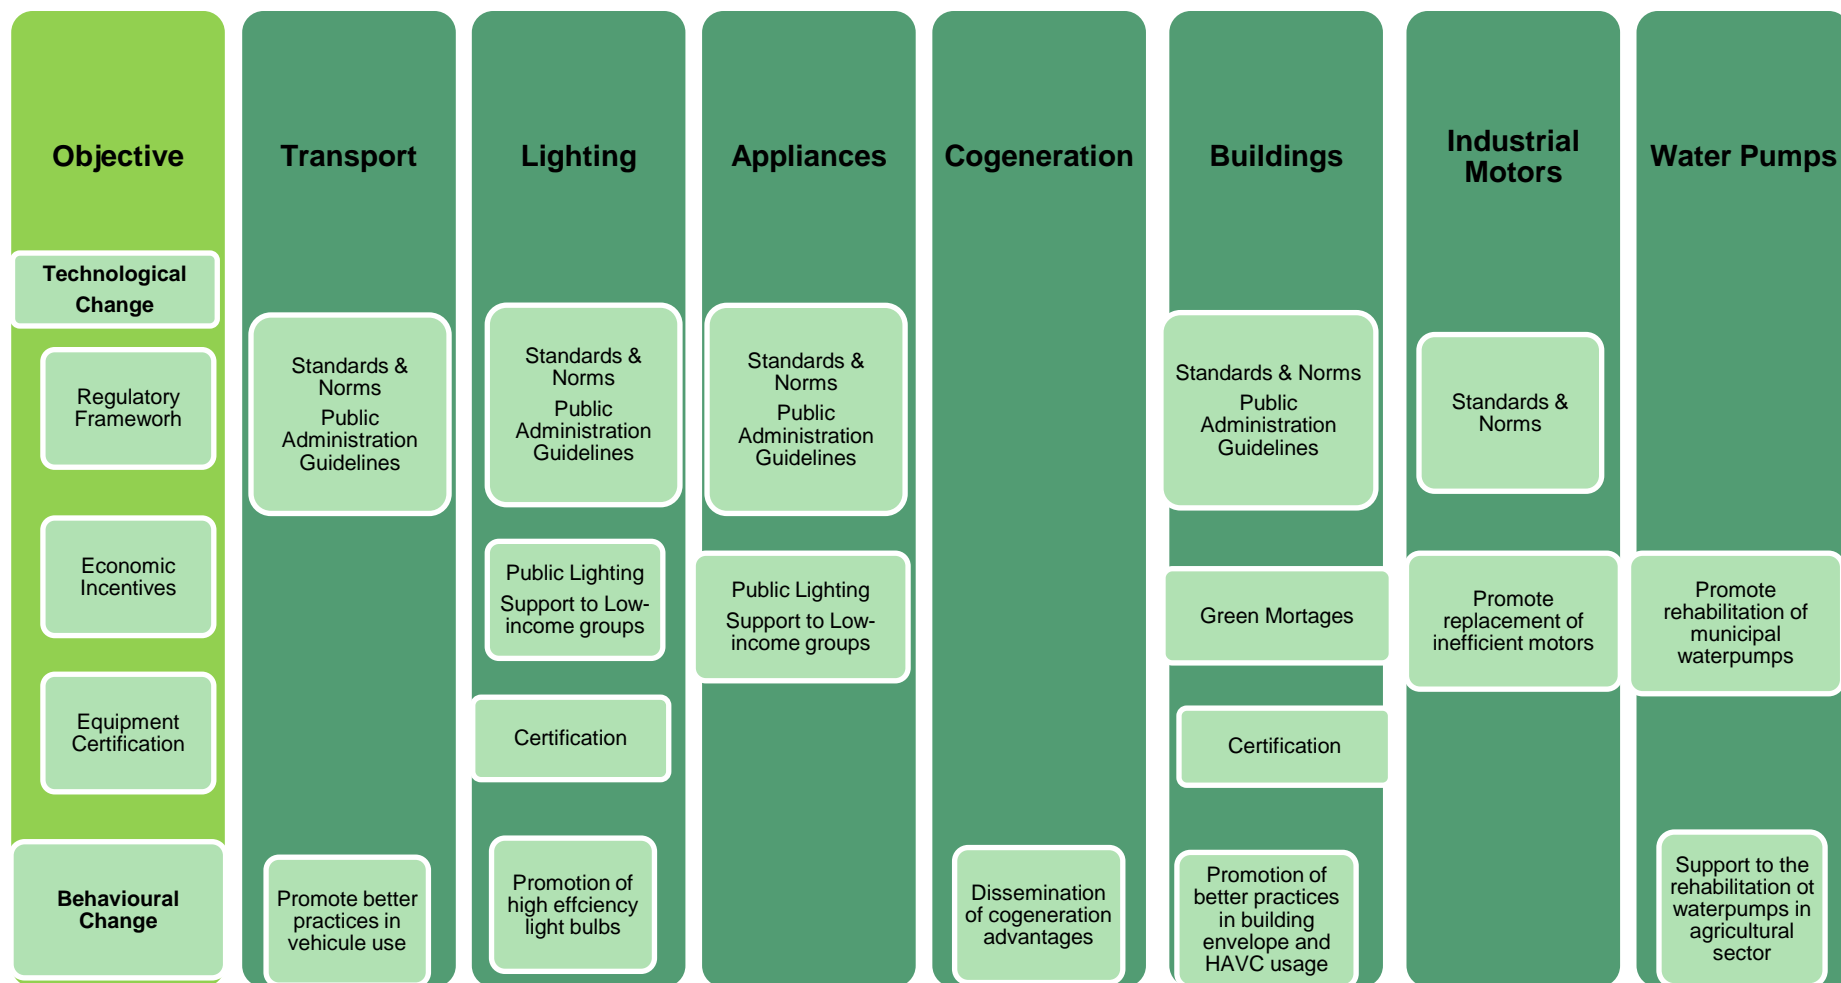 Objective
Transport
Lighting
Appliances
Cogeneration
Buildings
Industrial
Motors
Water Pumps
Technological
Change
Regulatory
Frameworh
Standards &
Norms
Public
Administration
Guidelines
Standards &
Norms
Public
Administration
Guidelines
Standards &
Norms
Public
Administration
Guidelines
Standards & Norms
Public
Administration
Guidelines
Standards &
Norms
Economic
Incentives
Public Lighting
Support to Low-
income groups
Public Lighting
Support to Low-
income groups
Green Mortages
Promote
replacement of
inefficient motors
Promote
rehabilitation of
municipal
waterpumps
Equipment
Certification
Certification
Certification
Behavioural
Change
Promote better
practices in
vehicule use
Promotion of
high effciency
light bulbs
Dissemination
of cogeneration
advantages
Promotion of
better practices
in building
envelope and
HAVC usage
Support to the
rehabilitation ot
waterpumps in
agricultural
sector